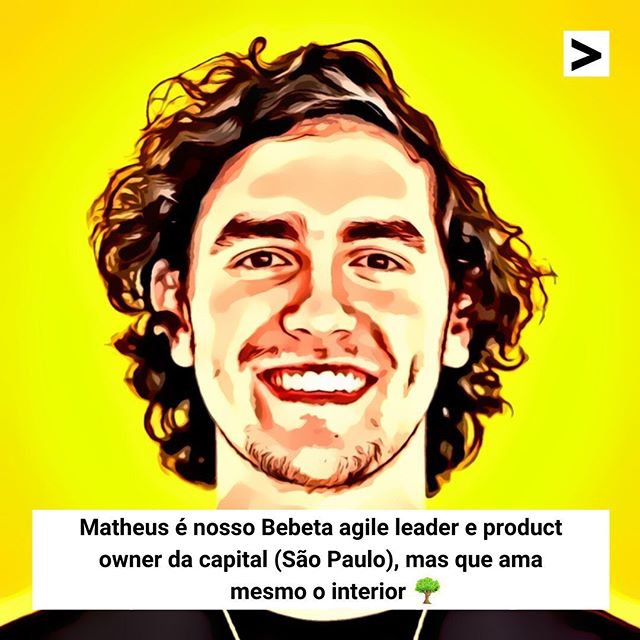 >
Matheus é nosso Bebeta agile leader e product
owner da capital (São Paulo), mas que ama
mesmo o interior 🌳